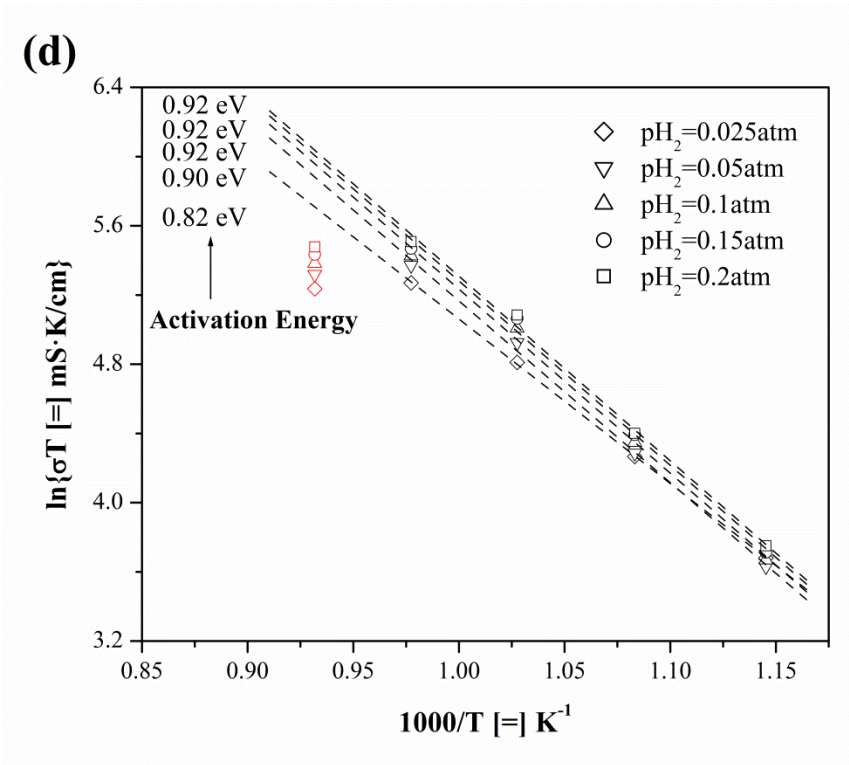 (d)
6.4
5.6
4.8
4.0
3.2
ln{σT [=] mS·K/cm}
0.92 eV
0.92 eV
0.92 eV
0.90 eV
0.82 eV
Activation Energy
pH₂=0.025atm
pH₂=0.05atm
pH₂=0.1atm
pH₂=0.15atm
pH₂=0.2atm
0.85 0.90 0.95 1.00 1.05 1.10 1.15
1000/T [=] K⁻¹